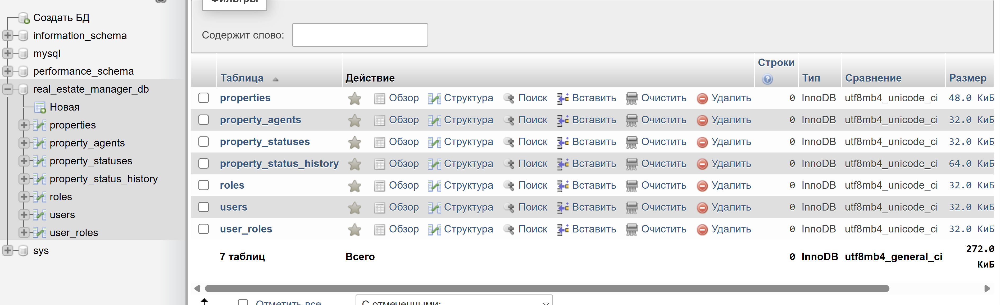 Создать БД
information_schema
mysql
performance_schema
real_estate_manager_db
Новая
properties
property_agents
property_statuses
property_status_history
roles
users
user_roles
sys
Фильтры
Содержит слово:
Таблица Действие Строки Тип Сравнение Размер
properties Обзор Структура Поиск Вставить Очистить Удалить 0 InnoDB utf8mb4_unicode_ci 48.0 КиБ
property_agents Обзор Структура Поиск Вставить Очистить Удалить 0 InnoDB utf8mb4_unicode_ci 32.0 КиБ
property_statuses Обзор Структура Поиск Вставить Очистить Удалить 0 InnoDB utf8mb4_unicode_ci 32.0 КиБ
property_status_history Обзор Структура Поиск Вставить Очистить Удалить 0 InnoDB utf8mb4_unicode_ci 64.0 КиБ
roles Обзор Структура Поиск Вставить Очистить Удалить 0 InnoDB utf8mb4_unicode_ci 32.0 КиБ
users Обзор Структура Поиск Вставить Очистить Удалить 0 InnoDB utf8mb4_unicode_ci 32.0 КиБ
user_roles Обзор Структура Поиск Вставить Очистить Удалить 0 InnoDB utf8mb4_unicode_ci 32.0 КиБ
7 таблиц Всего 0 InnoDB utf8mb4_general_ci 272.0 КиБ
Отметить все С отмеченными: